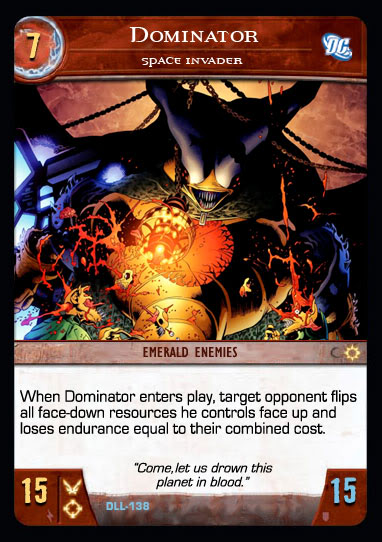 7
Dominator
DC
Space Invader
Emerald Enemies
When Dominator enters play, target opponent flips
all face-down resources he controls face up and
loses endurance equal to their combined cost.
"Come,let us drown this
planet in blood."
15
15
DLL-138